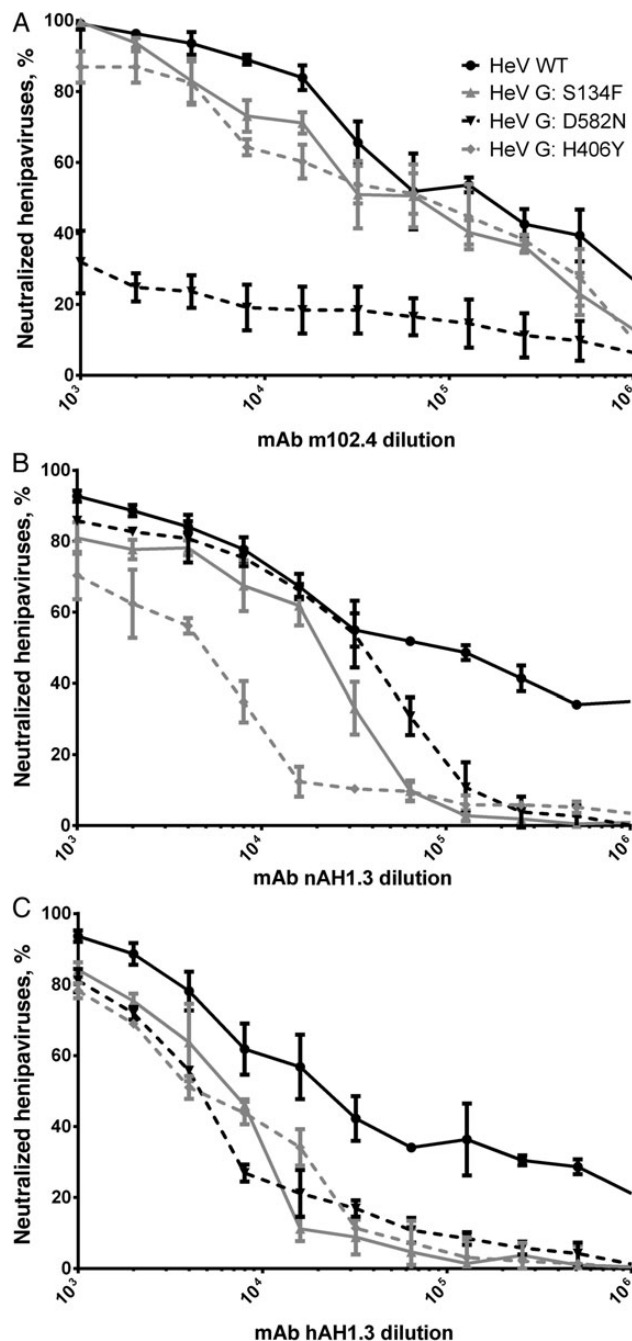 A
Neutralized henipaviruses, %
100
80
60
40
20
0
HeV WT
HeV G: S134F
HeV G: D582N
HeV G: H406Y
10³ 10⁴ 10⁵ 10⁶
mAb m102.4 dilution
B
Neutralized henipaviruses, %
100
80
60
40
20
0
10³ 10⁴ 10⁵ 10⁶
mAb nAH1.3 dilution
C
Neutralized henipaviruses, %
100
80
60
40
20
0
10³ 10⁴ 10⁵ 10⁶
mAb hAH1.3 dilution